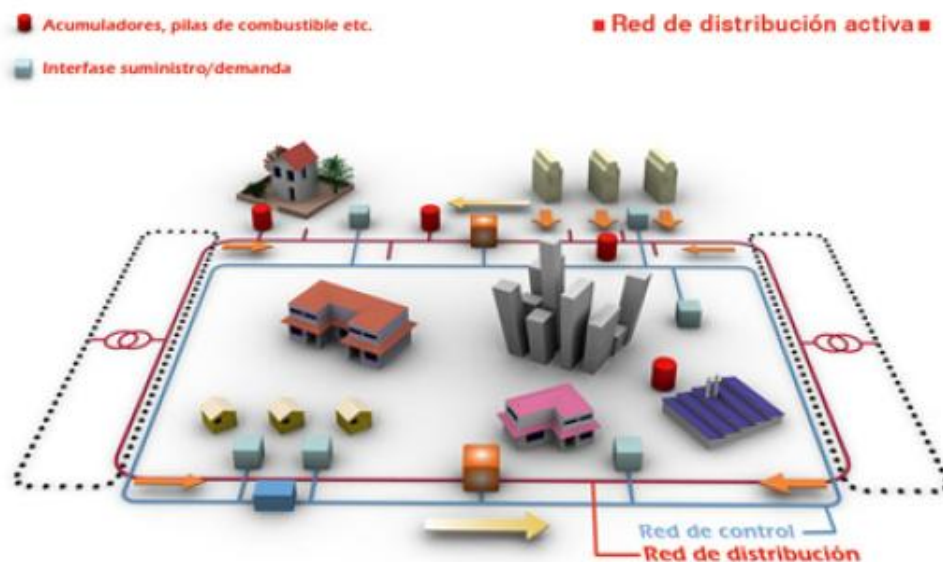 Acumuladores, pilas de combustible etc.
■ Red de distribución activa ■
Interfase suministro/demanda
Red de control
Red de distribución